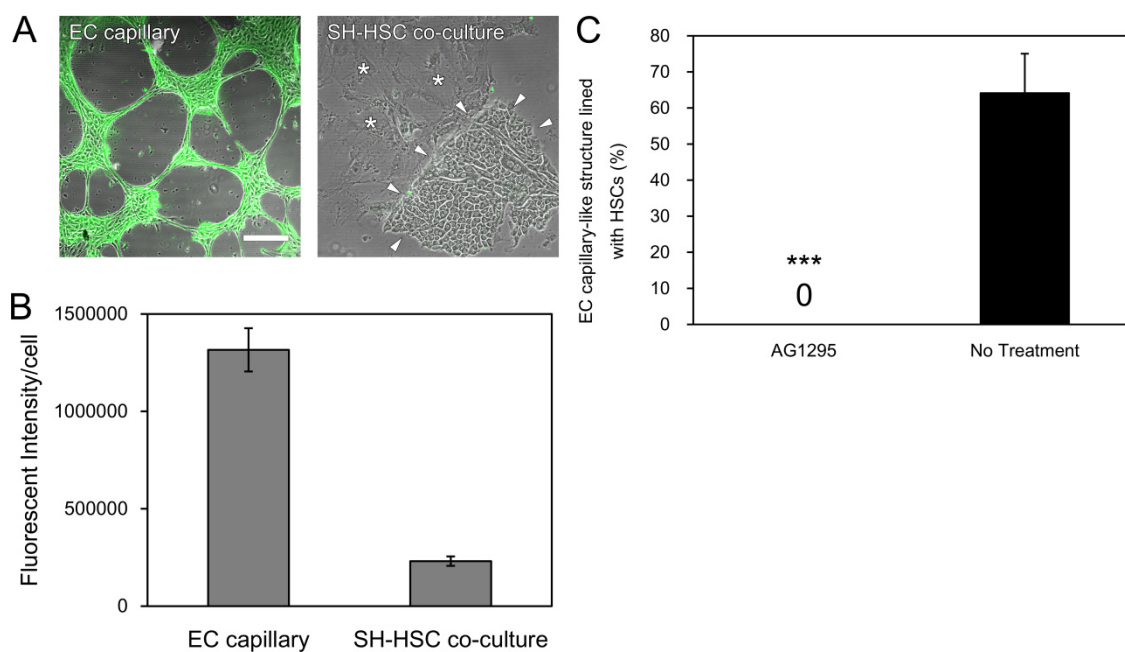 A
EC capillary
SH-HSC co-culture
*
*
*
B
Fluorescent Intensity/cell
1500000
1000000
500000
0
EC capillary
SH-HSC co-culture
C
EC capillary-like structure lined
with HSCs (%)
80
70
60
50
40
30
20
10
0
***
0
AG1295
No Treatment